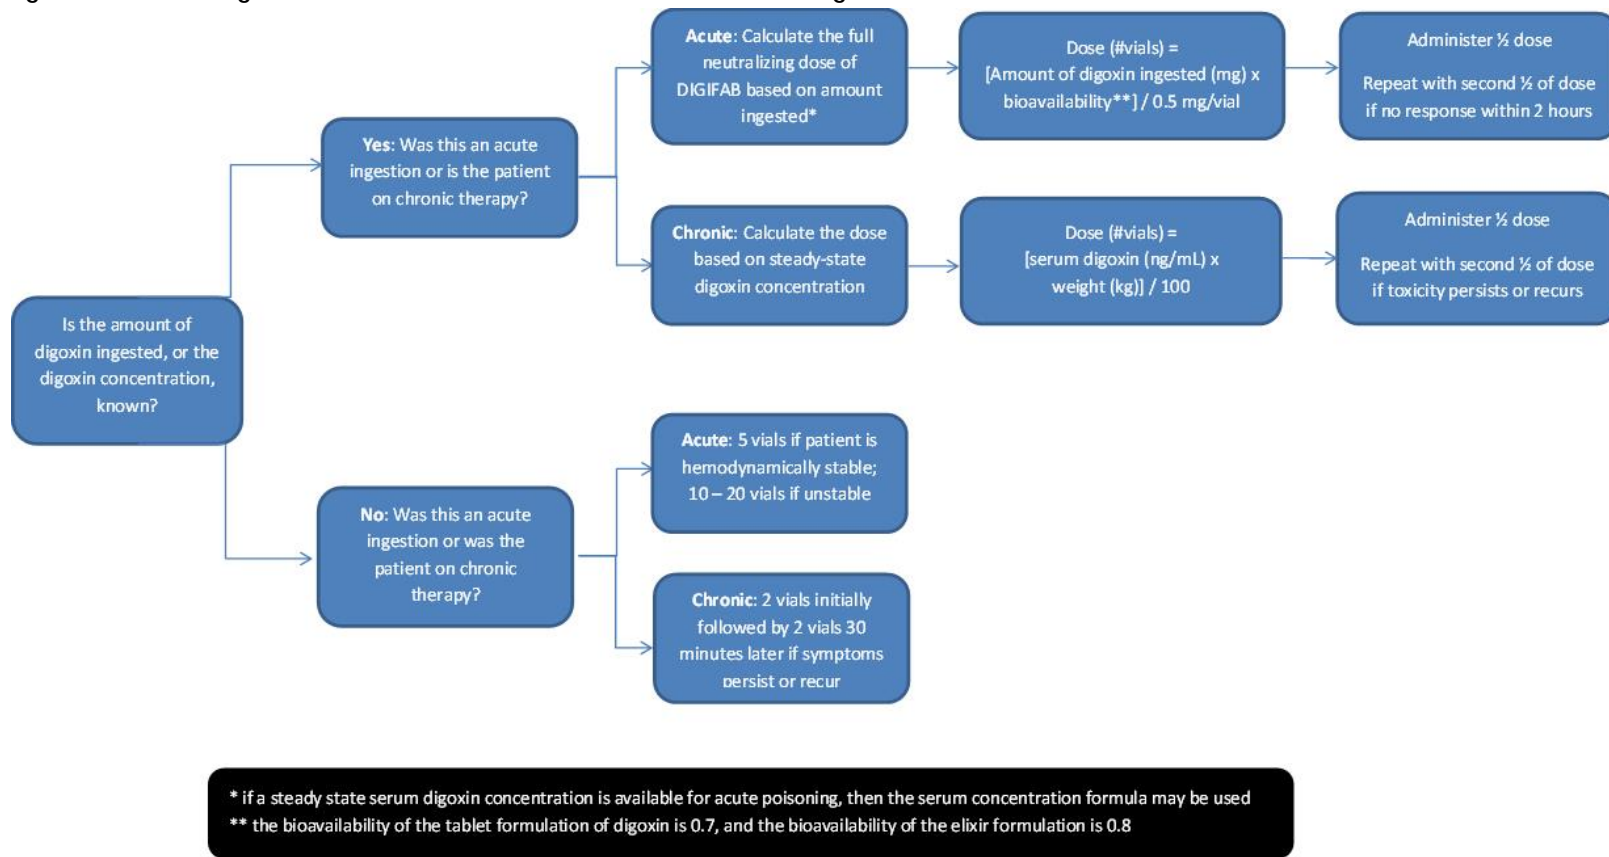 Is the amount of
digoxin ingested, or the
digoxin concentration,
known?
Yes: Was this an acute
ingestion or is the patient
on chronic therapy?
Acute: Calculate the full
neutralizing dose of
DIGIFAB based on amount
ingested*
Dose (#vials) =
[Amount of digoxin ingested (mg) x
bioavailability**] / 0.5 mg/vial
Administer ½ dose
Repeat with second ½ of dose
if no response within 2 hours
Chronic: Calculate the dose
based on steady-state
digoxin concentration
Dose (#vials) =
[serum digoxin (ng/mL) x
weight (kg)] / 100
Administer ½ dose
Repeat with second ½ of dose
if toxicity persists or recurs
No: Was this an acute
ingestion or was the
patient on chronic
therapy?
Acute: 5 vials if patient is
hemodynamically stable;
10 – 20 vials if unstable
Chronic: 2 vials initially
followed by 2 vials 30
minutes later if symptoms
persist or recur
* if a steady state serum digoxin concentration is available for acute poisoning, then the serum concentration formula may be used
** the bioavailability of the tablet formulation of digoxin is 0.7, and the bioavailability of the elixir formulation is 0.8